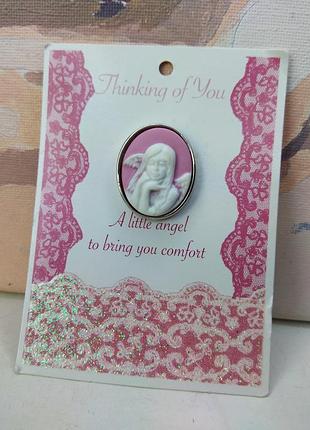 Thinking of You
A little angel
to bring you comfort